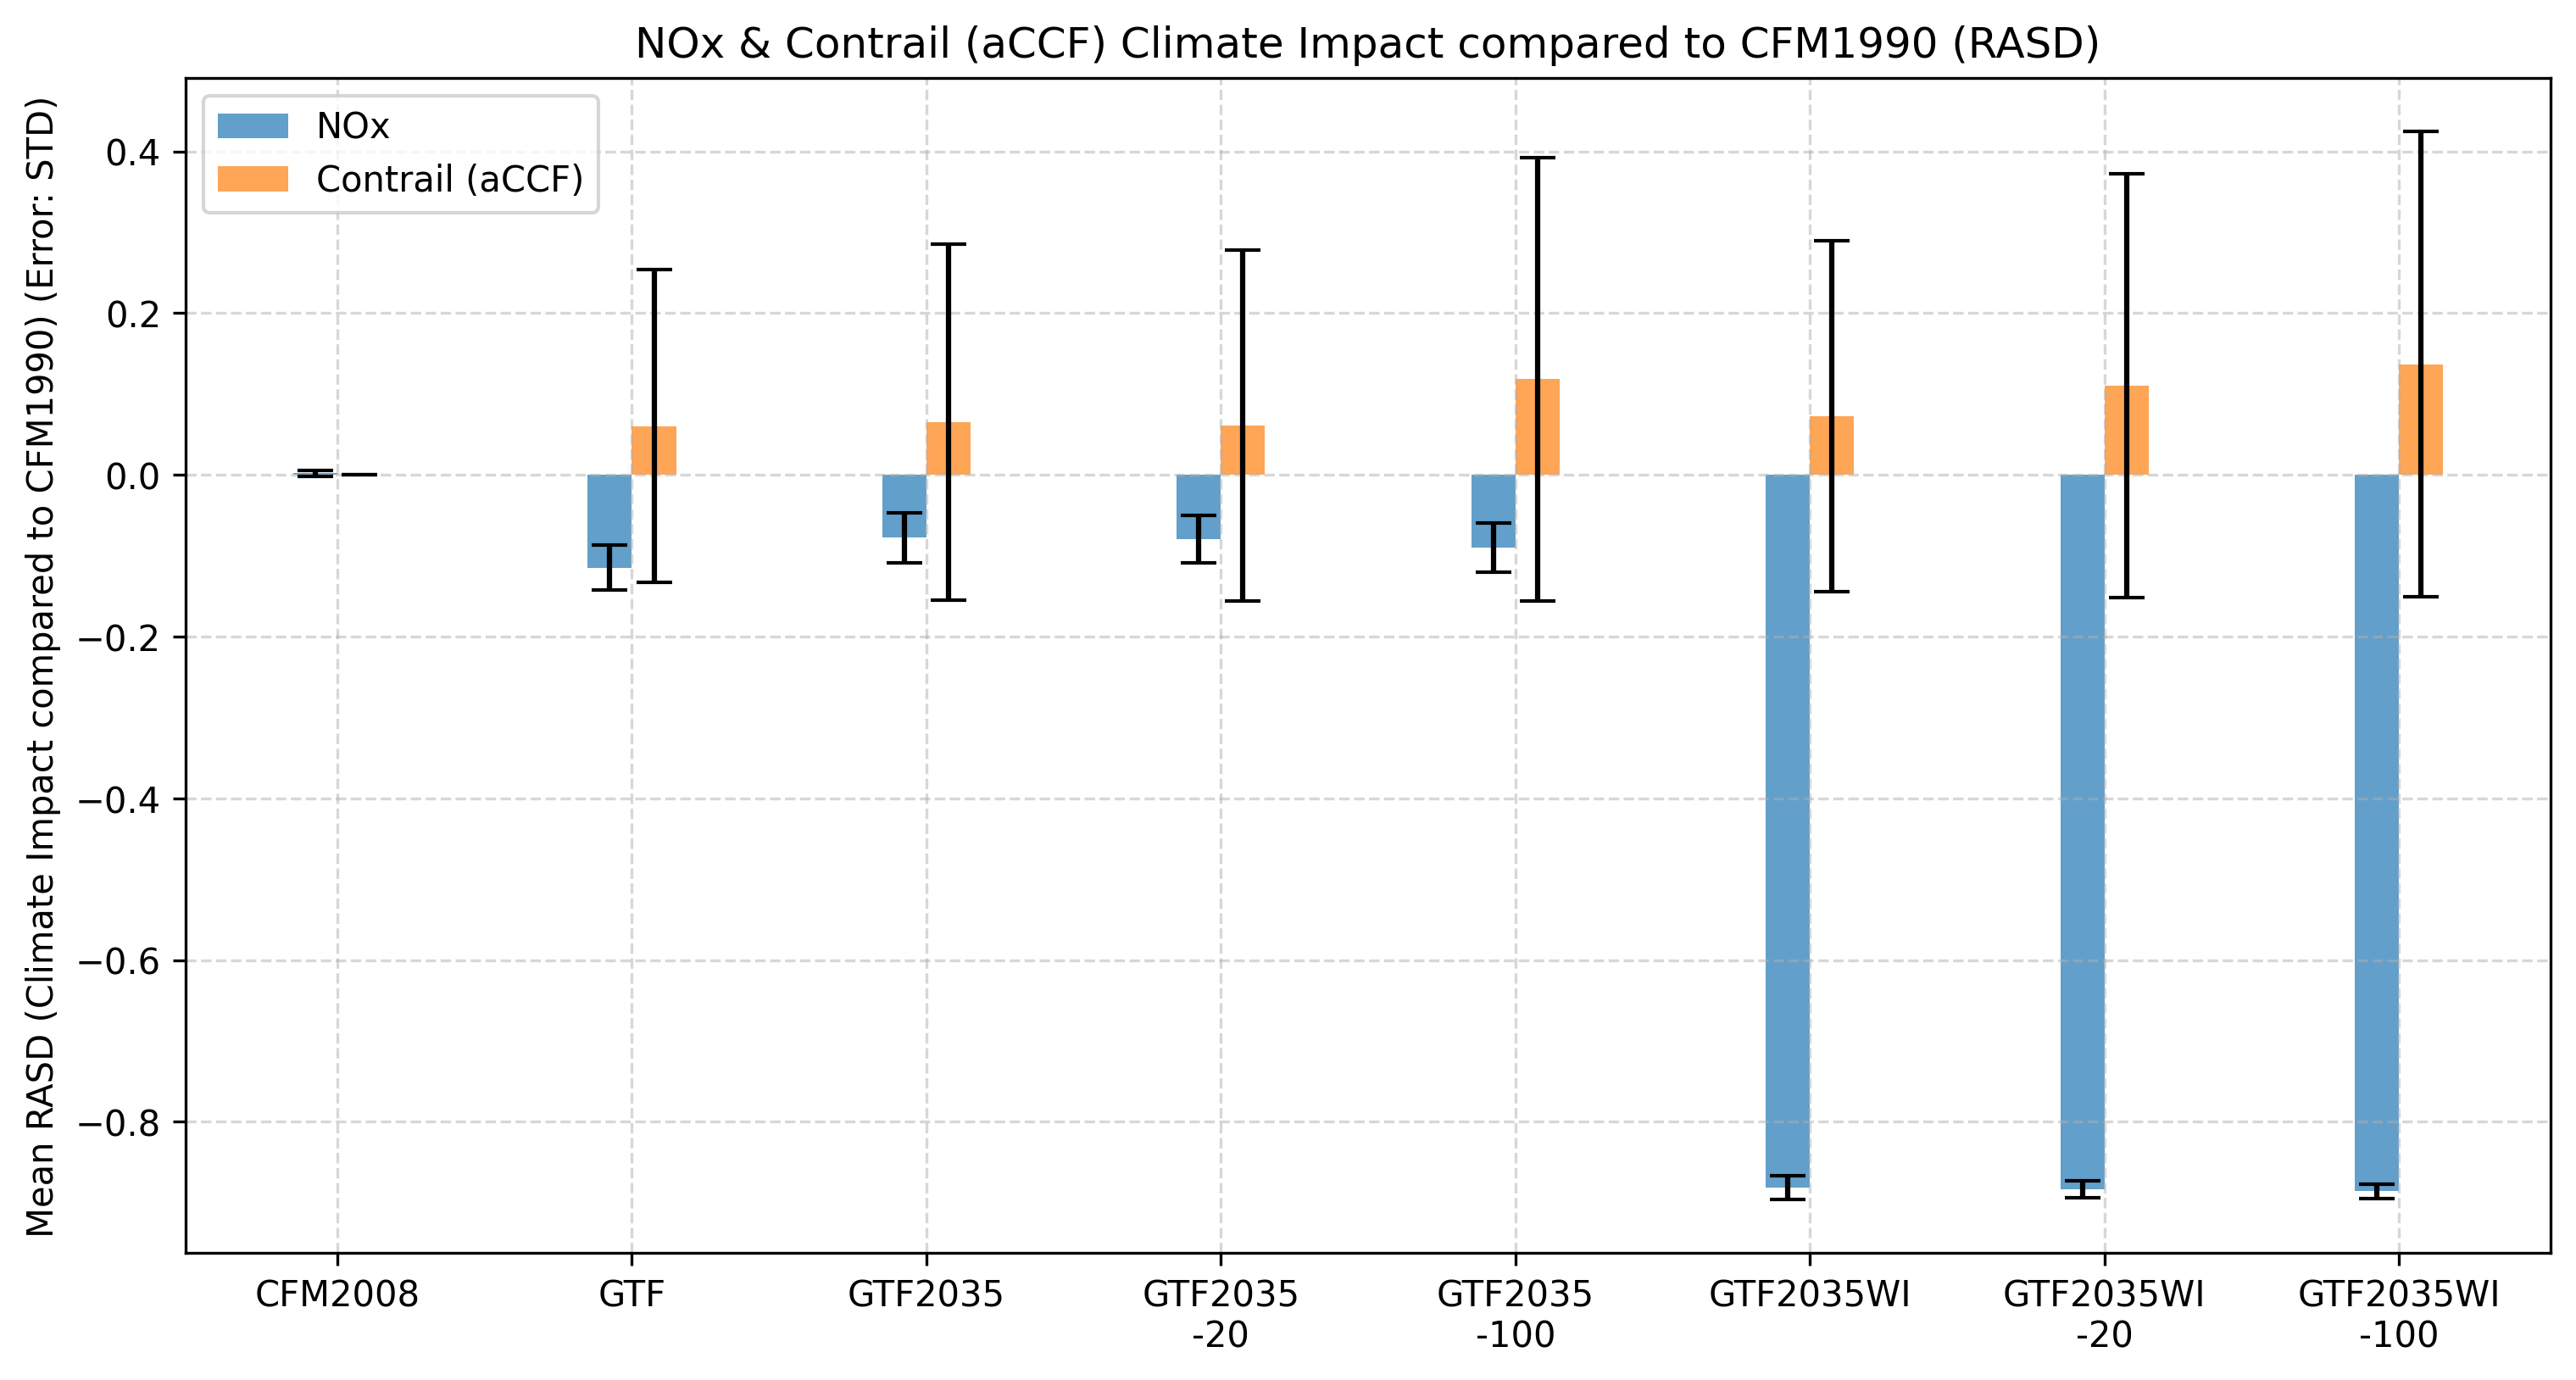 NOx & Contrail (aCCF) Climate Impact compared to CFM1990 (RASD)
Mean RASD (Climate Impact compared to CFM1990) (Error: STD)
NOx
Contrail (aCCF)
0.4
0.2
0.0
−0.2
−0.4
−0.6
−0.8
CFM2008
GTF
GTF2035
GTF2035
-20
GTF2035
-100
GTF2035WI
GTF2035WI
-20
GTF2035WI
-100